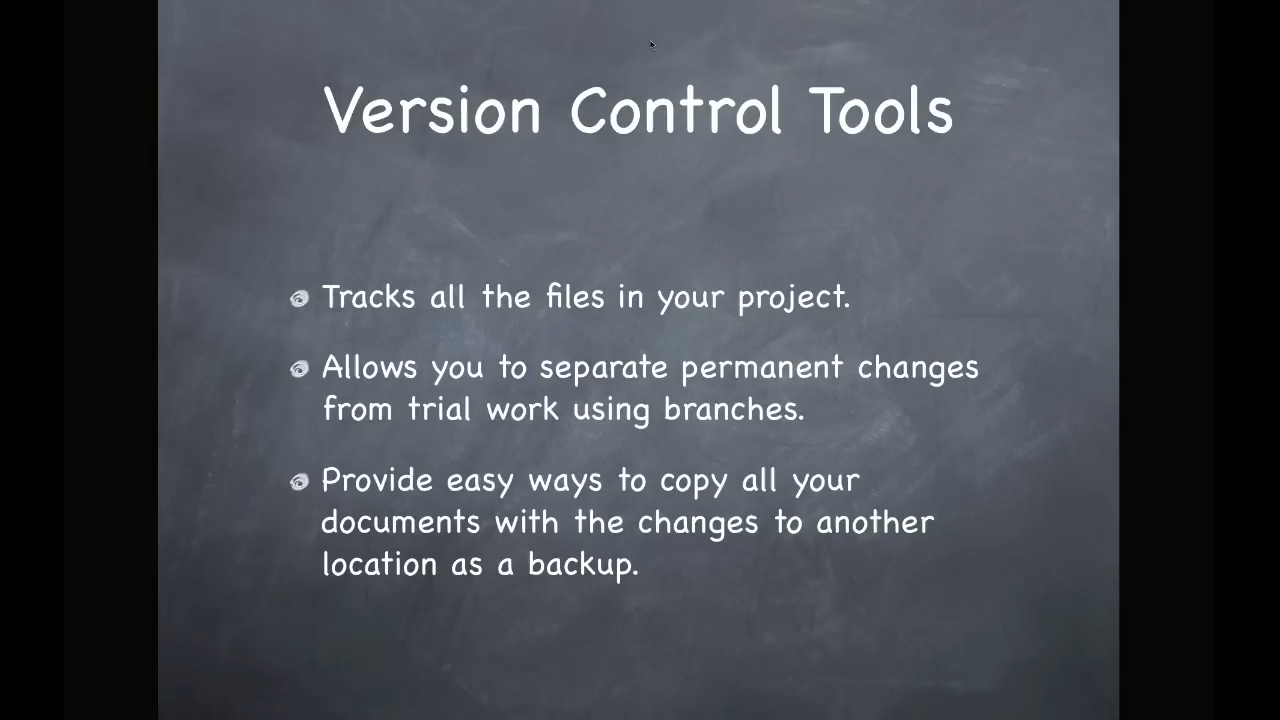 Version Control Tools
Tracks all the files in your project.
Allows you to separate permanent changes
from trial work using branches.
Provide easy ways to copy all your
documents with the changes to another
location as a backup.